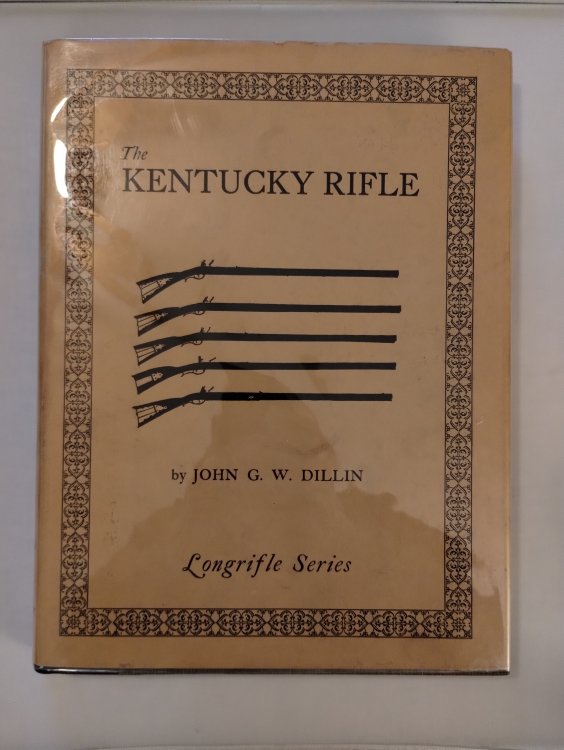 The
KENTUCKY RIFLE
by JOHN G. W. DILLIN
Longrifle Series